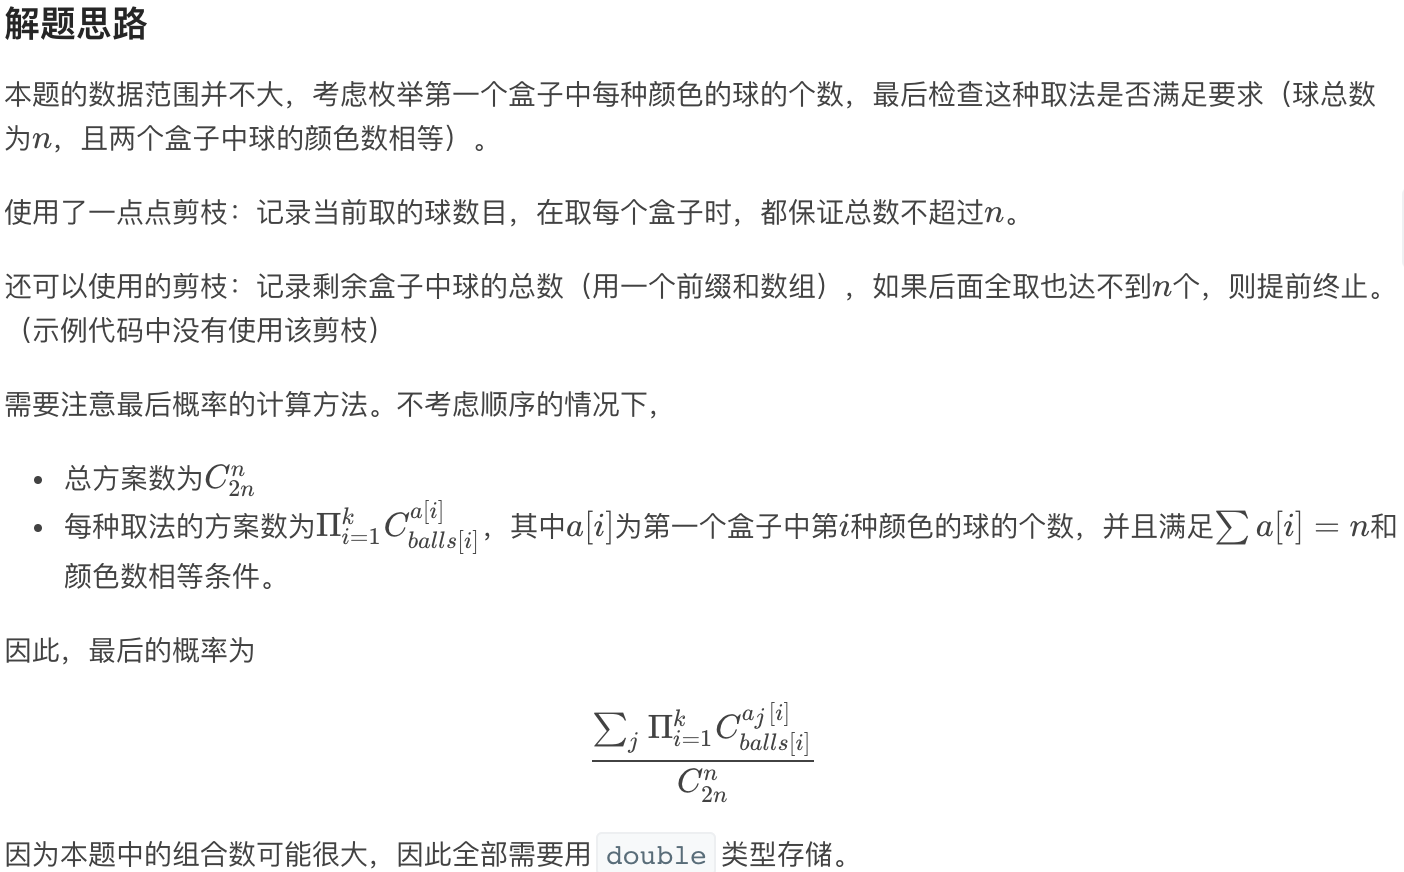 解题思路
本题的数据范围并不大，考虑枚举第一个盒子中每种颜色的球的个数，最后检查这种取法是否满足要求（球总数
为n，且两个盒子中球的颜色数相等）。
使用了一点点剪枝：记录当前取的球数目，在取每个盒子时，都保证总数不超过n。
还可以使用的剪枝：记录剩余盒子中球的总数（用一个前缀和数组），如果后面全取也达不到n个，则提前终止。
（示例代码中没有使用该剪枝）
需要注意最后概率的计算方法。不考虑顺序的情况下，
• 总方案数为$C_{2n}^{n}$
• 每种取法的方案数为$\Pi_{i=1}^{k} C_{balls[i]}^{a[i]}$，其中a[i]为第一个盒子中第i种颜色的球的个数，并且满足$\sum a[i] = n$和
颜色数相等条件。
因此，最后的概率为
$\frac{\sum_j \Pi_{i=1}^{k} C_{balls[i]}^{a_j[i]}}{C_{2n}^{n}}$
因为本题中的组合数可能很大，因此全部需要用 double 类型存储。